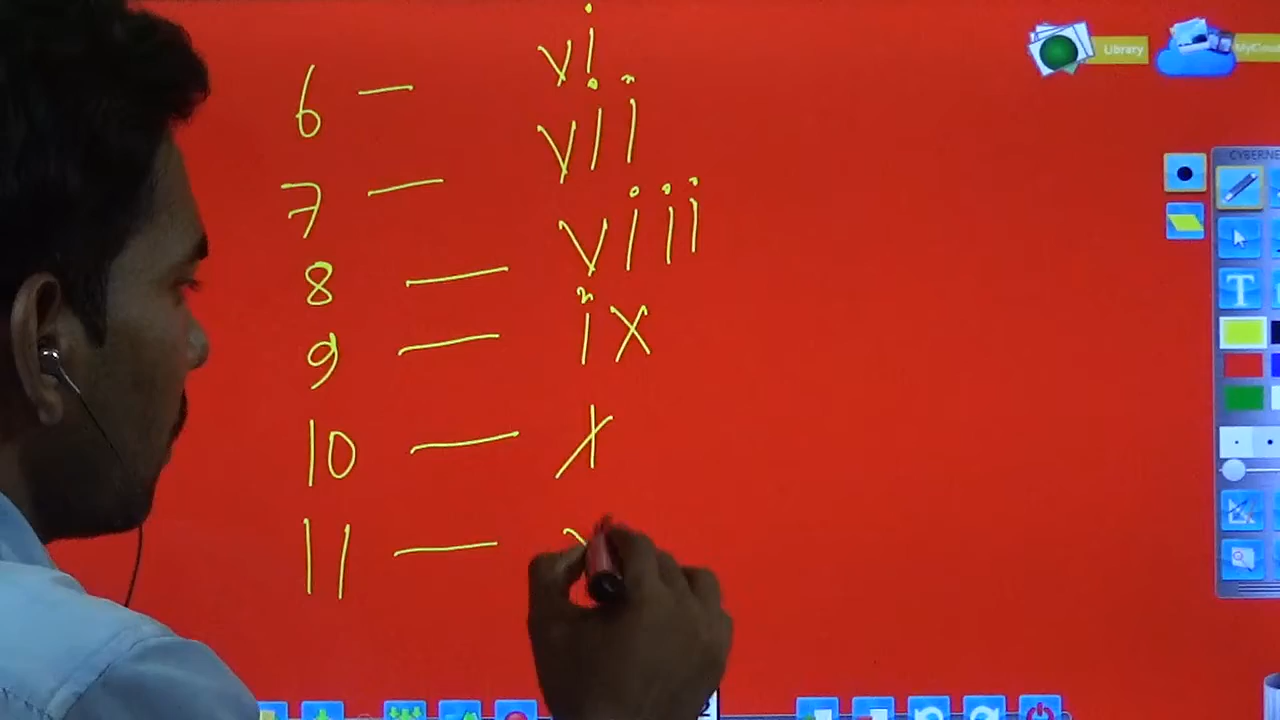 6 — vi
7 — vii
8 — viii
9 — ix
10 — x
11 —
Library